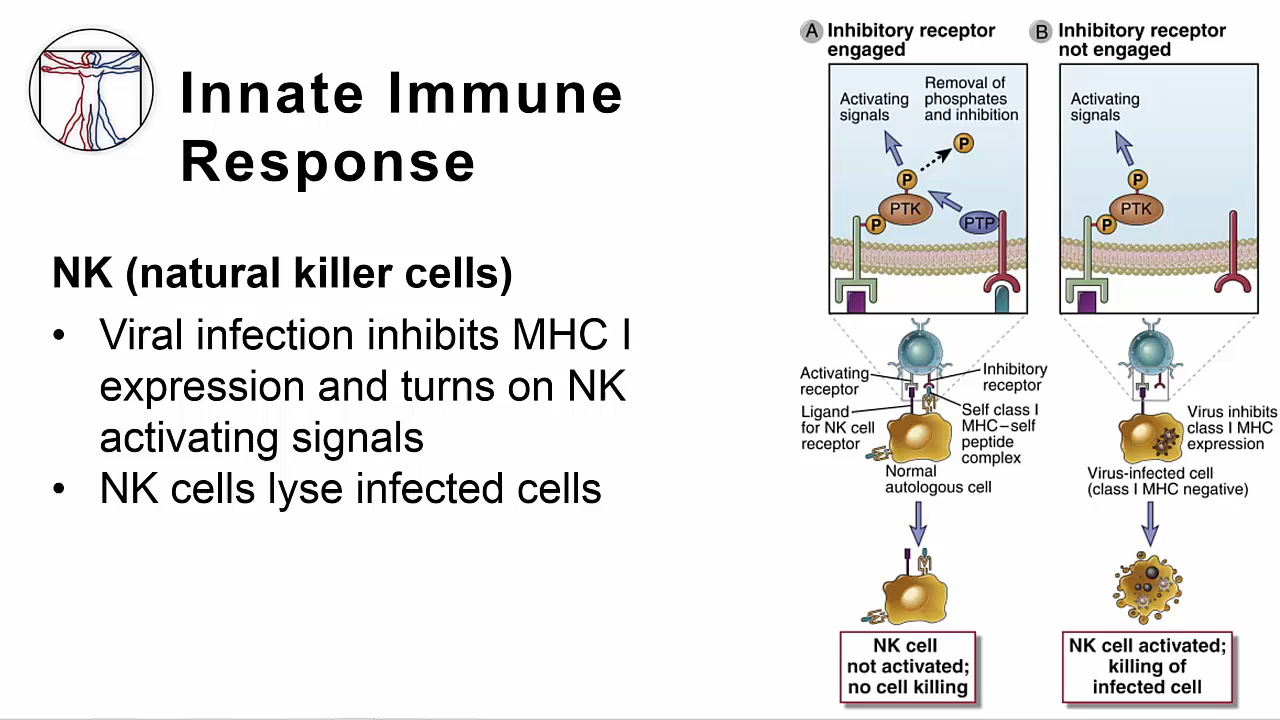 Innate Immune
Response
NK (natural killer cells)
• Viral infection inhibits MHC I
expression and turns on NK
activating signals
• NK cells lyse infected cells
A Inhibitory receptor
engaged
Activating
signals
Removal of
phosphates
and inhibition
P
P
PTK
P
PTP
Activating
receptor
Inhibitory
receptor
Ligand
for NK cell
receptor
Self class I
MHC–self
peptide
complex
Normal
autologous cell
NK cell
not activated;
no cell killing
B Inhibitory receptor
not engaged
Activating
signals
P
PTK
P
Virus inhibits
class I MHC
expression
Virus-infected cell
(class I MHC negative)
NK cell activated;
killing of
infected cell